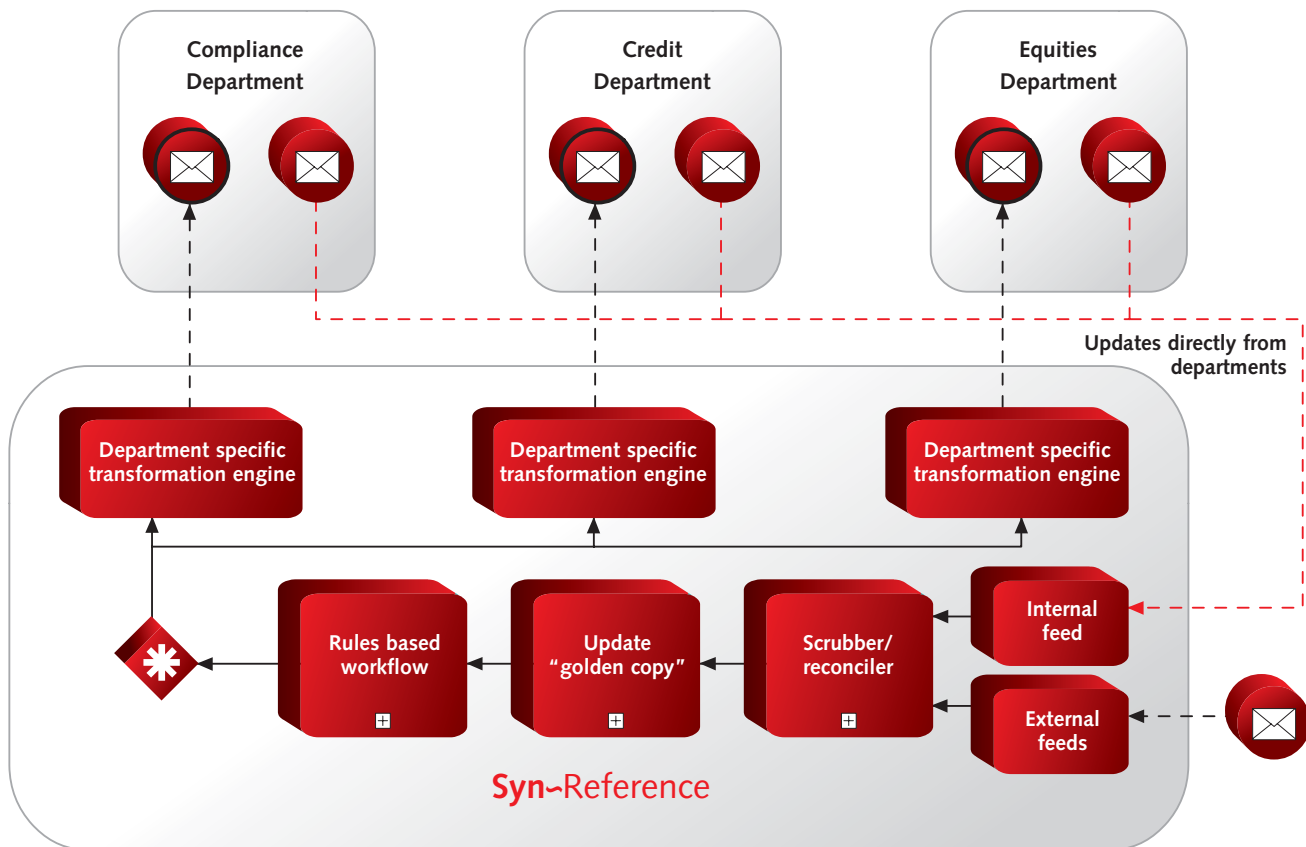 Compliance
Department
Credit
Department
Equities
Department
Updates directly from
departments
Department specific
transformation engine
Department specific
transformation engine
Department specific
transformation engine
Rules based
workflow
Update
“golden copy”
Scrubber/
reconciler
Internal
feed
External
feeds
Syn~Reference